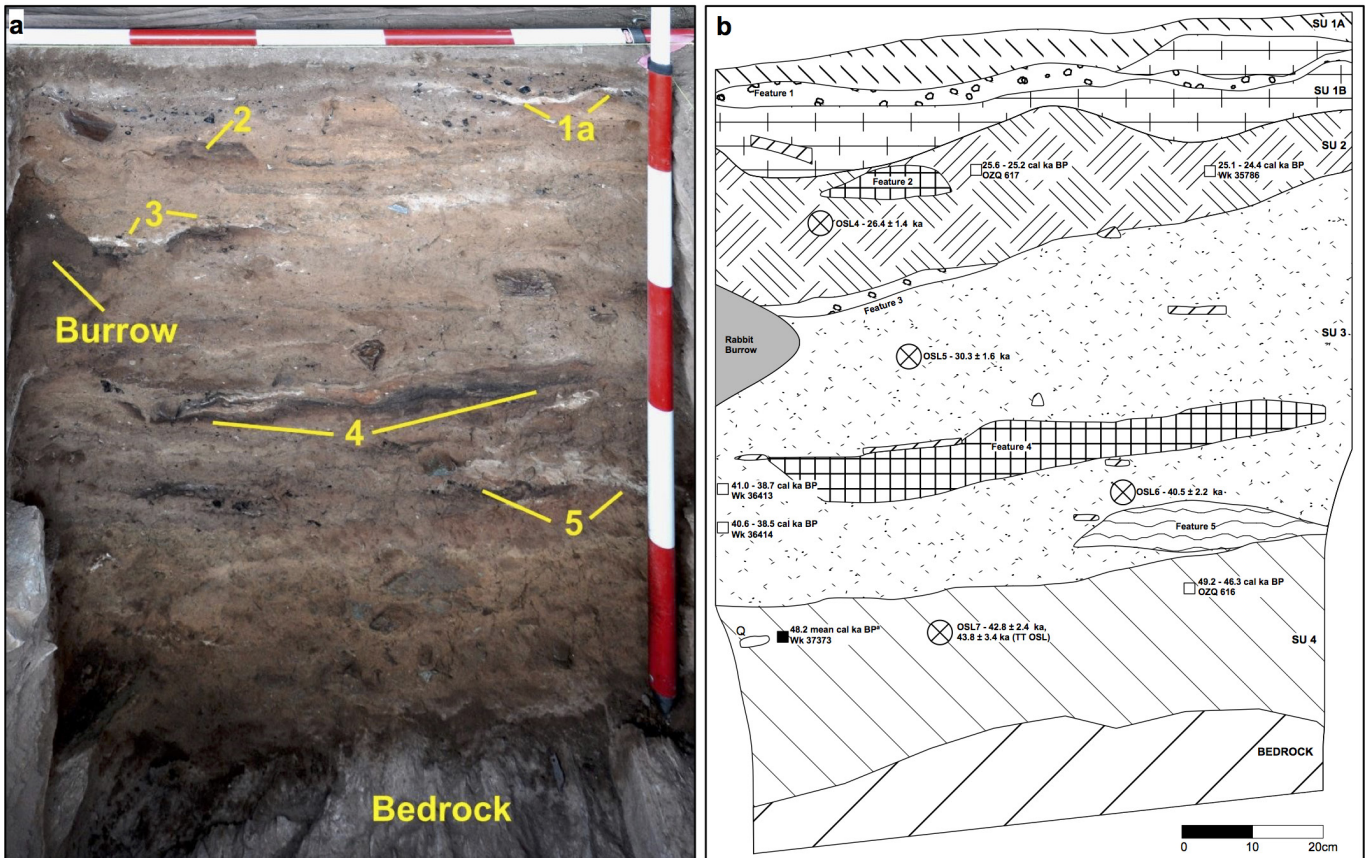 a
1a
2
3
Burrow
4
5
Bedrock
b
SU 1A
Feature 1
SU 1B
SU 2
25.6 - 25.2 cal ka BP
OZQ 617
25.1 - 24.4 cal ka BP
Wk 35786
Feature 2
OSL4 - 26.4 ± 1.4 ka
Feature 3
Rabbit
Burrow
SU 3
OSL5 - 30.3 ± 1.6 ka
Feature 4
41.0 - 38.7 cal ka BP
Wk 36413
OSL6 - 40.5 ± 2.2 ka
40.6 - 38.5 cal ka BP
Wk 36414
Feature 5
49.2 - 46.3 cal ka BP
OZQ 616
Q
48.2 mean cal ka BP*
Wk 37373
OSL7 - 42.8 ± 2.4 ka,
43.8 ± 3.4 ka (TT OSL)
SU 4
BEDROCK
0 10 20cm